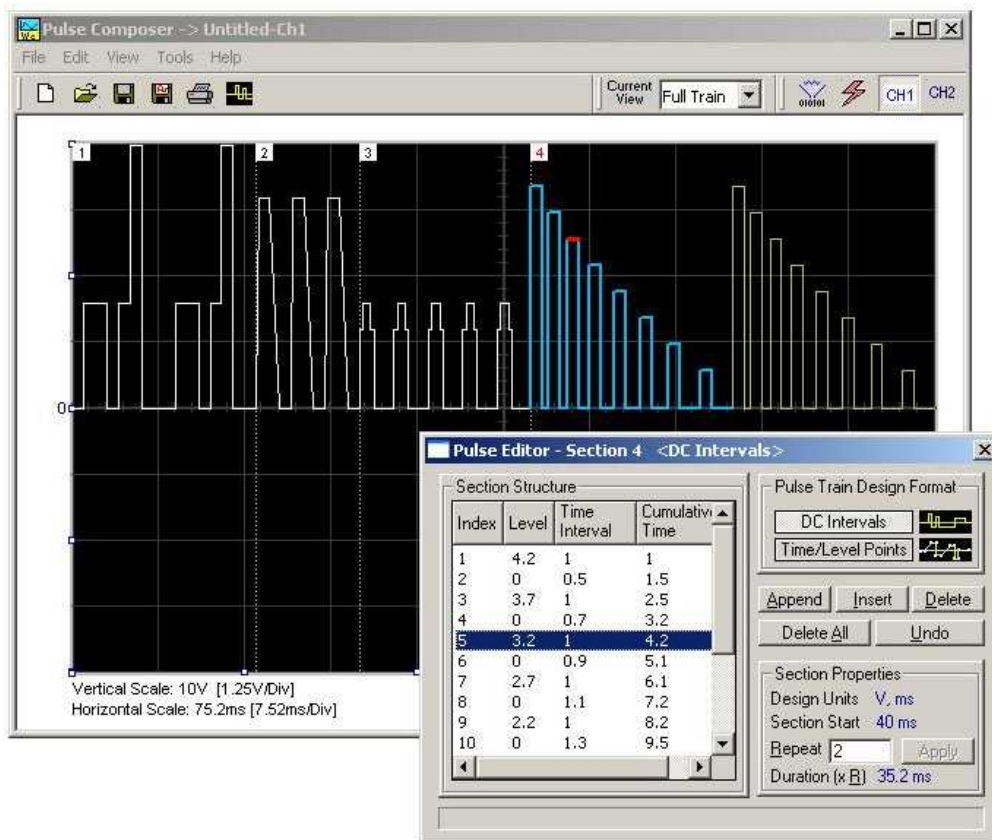 Pulse Composer -> Untitled-Ch1
File Edit View Tools Help
Current View Full Train
010101
CH1 CH2
1 2 3 4
0
Vertical Scale: 10V [1.25V/Div]
Horizontal Scale: 75.2ms [7.52ms/Div]
Pulse Editor - Section 4 <DC Intervals>
Section Structure
Index Level Time Interval Cumulative Time
1 4.2 1 1
2 0 0.5 1.5
3 3.7 1 2.5
4 0 0.7 3.2
5 3.2 1 4.2
6 0 0.9 5.1
7 2.7 1 6.1
8 0 1.1 7.2
9 2.2 1 8.2
10 0 1.3 9.5
Pulse Train Design Format
DC Intervals
Time/Level Points
Append Insert Delete
Delete All Undo
Section Properties
Design Units V, ms
Section Start 40 ms
Repeat 2 Apply
Duration (x R) 35.2 ms